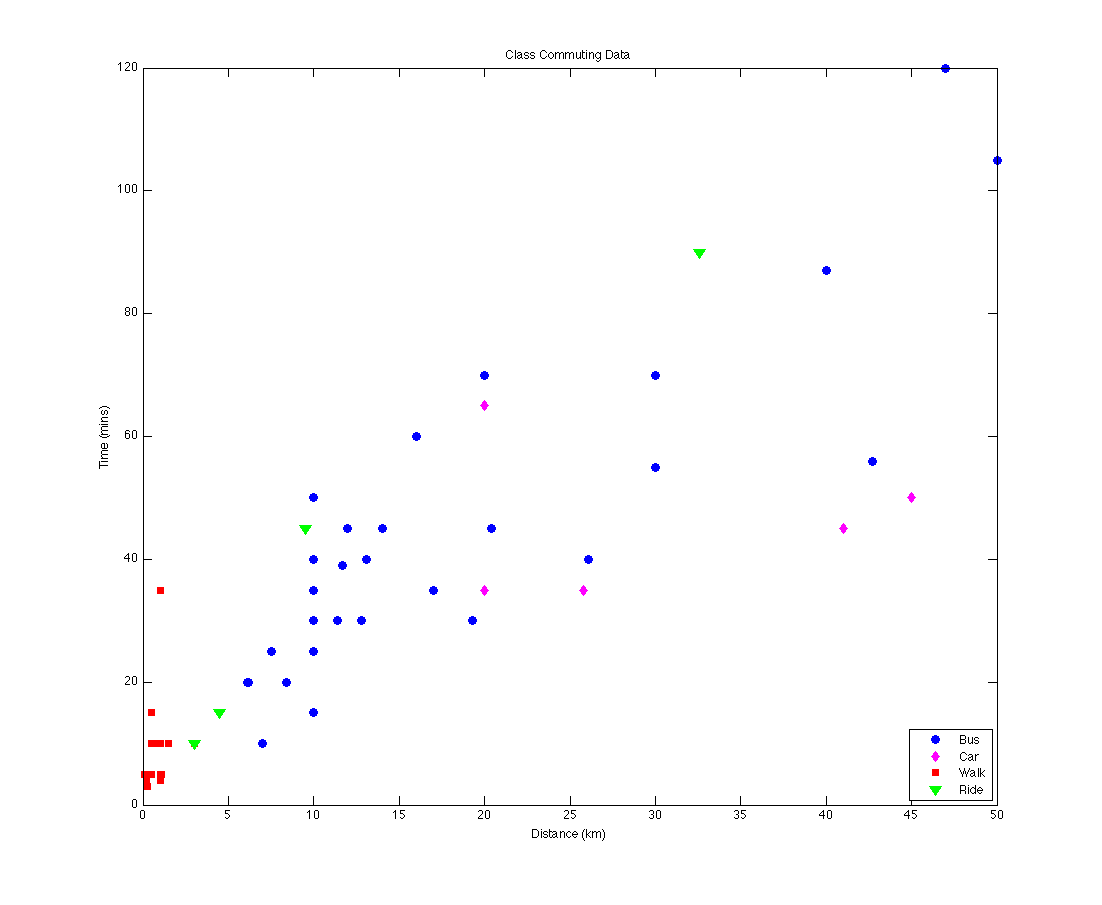 Class Commuting Data
120
100
80
60
40
20
0
Time (mins)
0 5 10 15 20 25 30 35 40 45 50
Distance (km)
Bus
Car
Walk
Ride